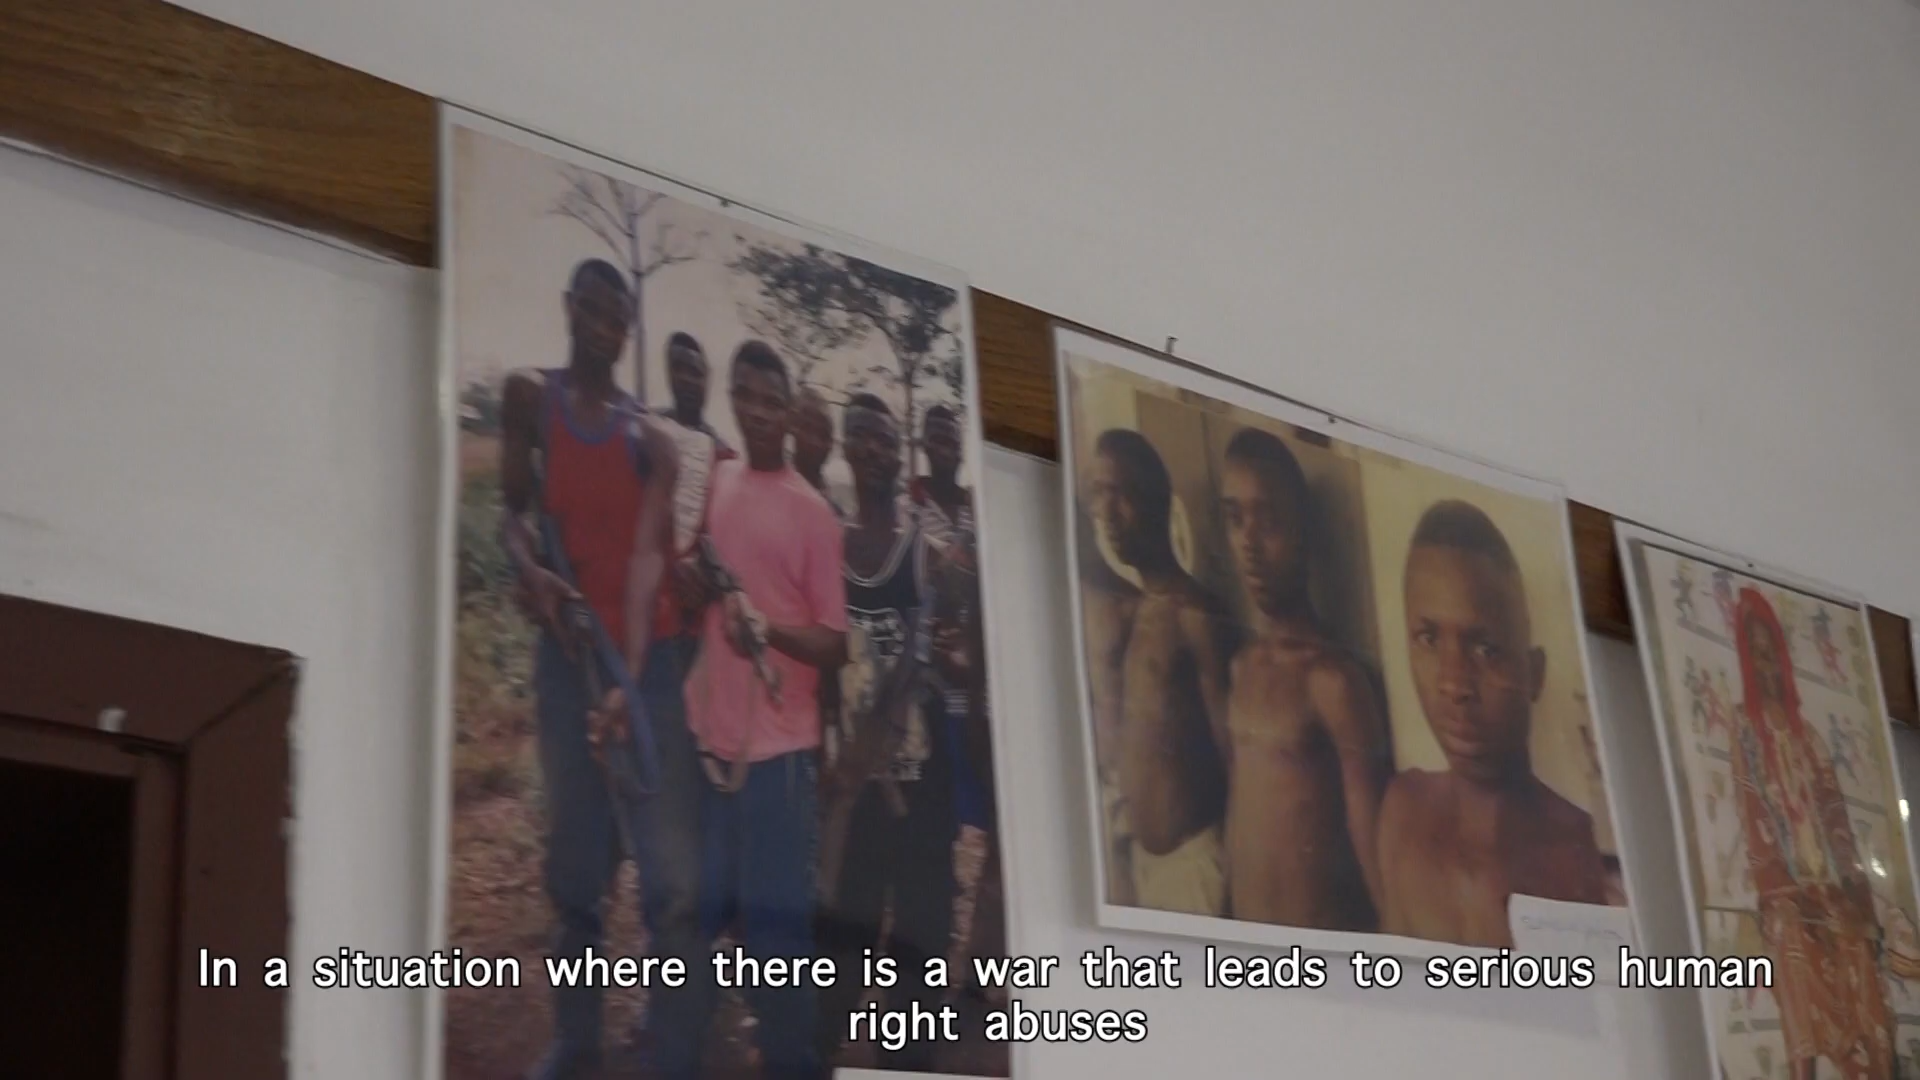 In a situation where there is a war that leads to serious human
right abuses